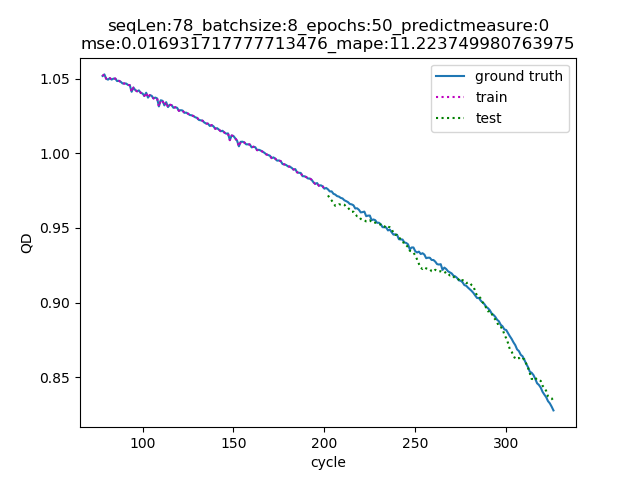 seqLen:78_batchsize:8_epochs:50_predictmeasure:0
mse:0.016931717777713476_mape:11.223749980763975
ground truth
train
test
1.05
1.00
0.95
0.90
0.85
QD
100 150 200 250 300
cycle